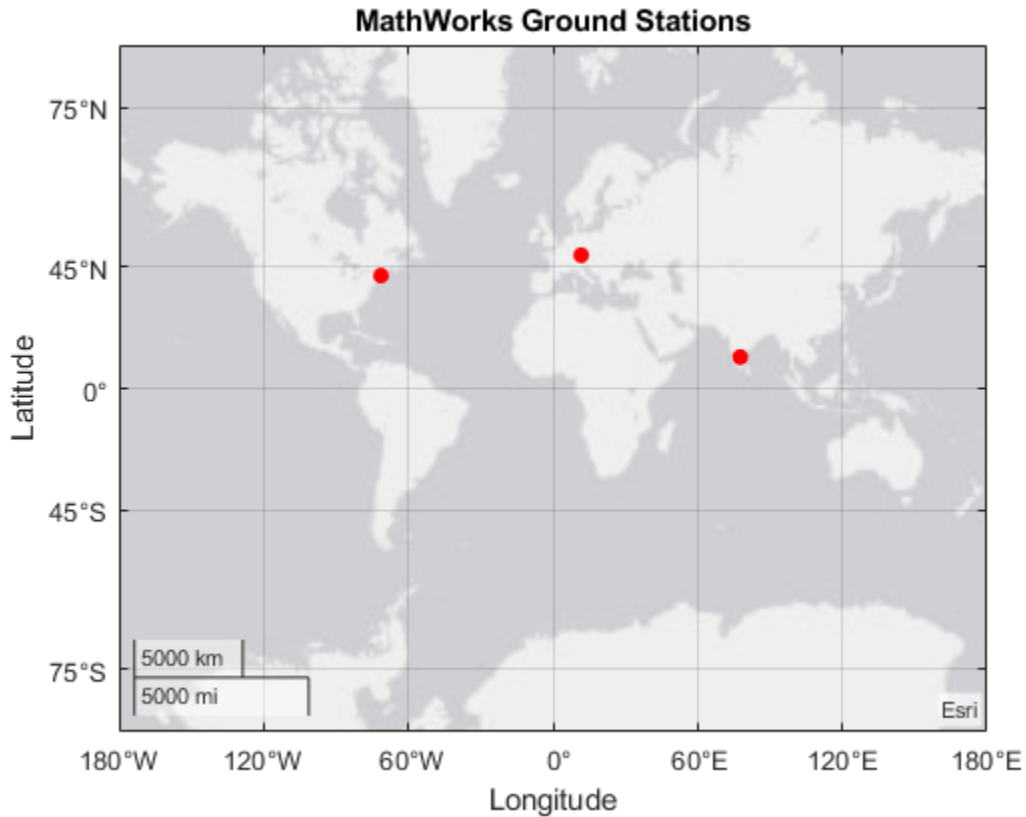 MathWorks Ground Stations
75°N
45°N
0°
45°S
75°S
Latitude
5000 km
5000 mi
Esri
180°W 120°W 60°W 0° 60°E 120°E 180°E
Longitude